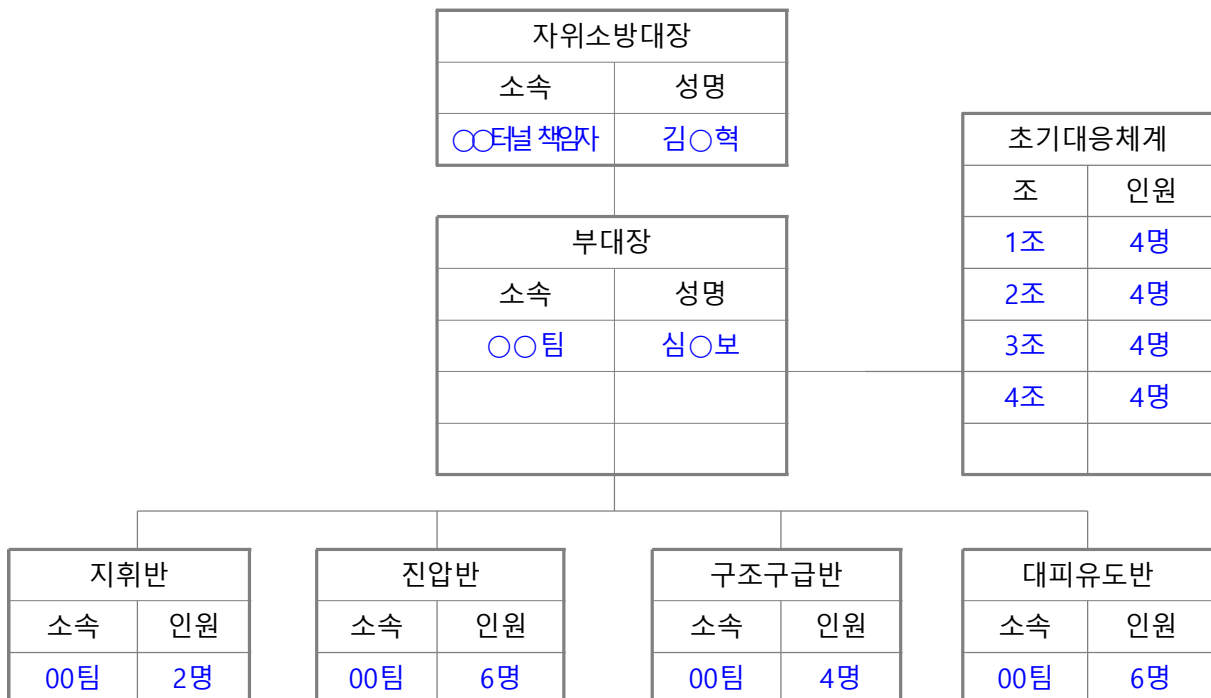 자위소방대장
소속 성명
○○터널 책임자 김○혁
초기대응체계
조 인원
1조 4명
2조 4명
3조 4명
4조 4명
부대장
소속 성명
○○팀 심○보
지휘반
소속 인원
00팀 2명
진압반
소속 인원
00팀 6명
구조구급반
소속 인원
00팀 4명
대피유도반
소속 인원
00팀 6명